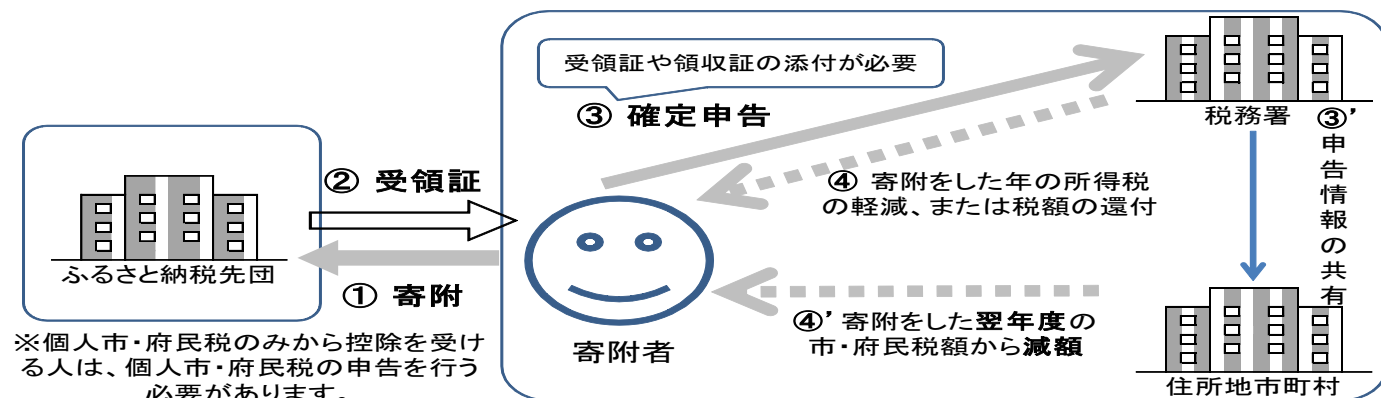 受領証や領収証の添付が必要
③ 確定申告
税務署
③’申告情報の共有
② 受領証
④ 寄附をした年の所得税
の軽減、または税額の還付
ふるさと納税先団
① 寄附
④’ 寄附をした翌年度の
市・府民税額から減額
寄附者
住所地市町村
※個人市・府民税のみから控除を受け
る人は、個人市・府民税の申告を行う
必要があります。